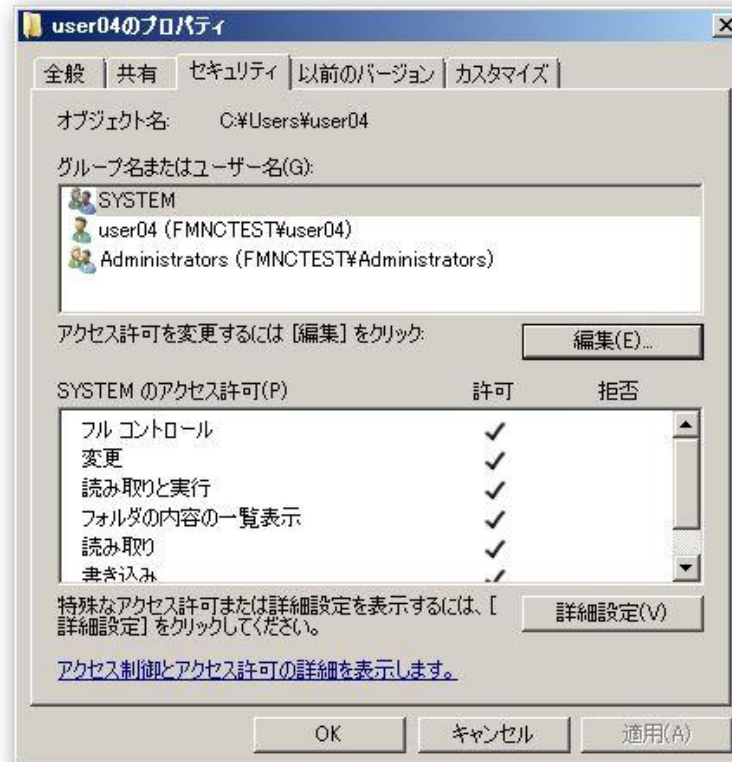 user04のプロパティ
全般
共有
セキュリティ
以前のバージョン
カスタマイズ
オブジェクト名: C:¥Users¥user04
グループ名またはユーザー名(G):
SYSTEM
user04 (FMNCTEST¥user04)
Administrators (FMNCTEST¥Administrators)
アクセス許可を変更するには [編集] をクリック:
編集(E)...
SYSTEM のアクセス許可(P) 許可 拒否
フル コントロール
変更
読み取りと実行
フォルダの内容の一覧表示
読み取り
書き込み
特殊なアクセス許可または詳細設定を表示するには、[
詳細設定] をクリックしてください。
詳細設定(V)
アクセス制御とアクセス許可の詳細を表示します。
OK
キャンセル
適用(A)